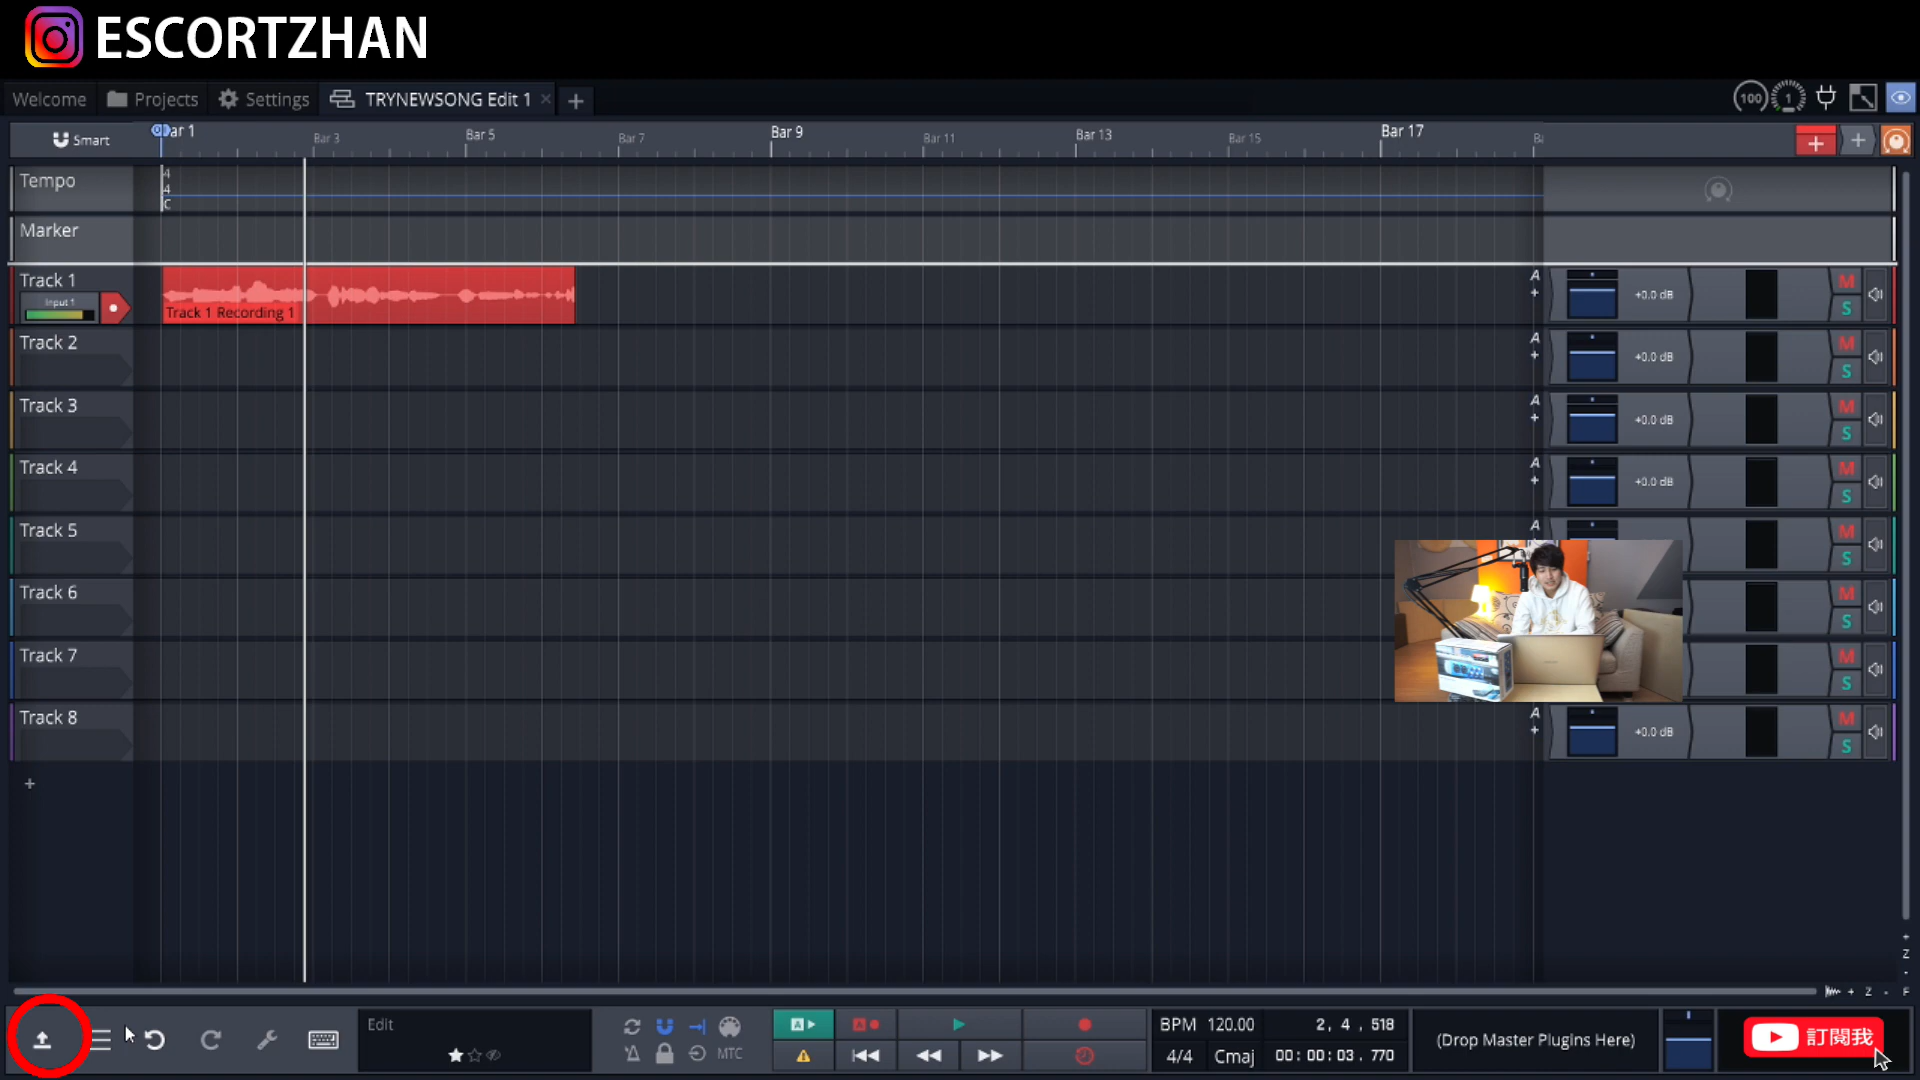 ESCORTZHAN
Welcome Projects Settings TRYNEWSONG Edit 1
100 1
Smart
Bar 1 Bar 3 Bar 5 Bar 7 Bar 9 Bar 11 Bar 13 Bar 15 Bar 17
Tempo
4
4
C
Marker
Track 1
Input 1
Track 1 Recording 1
A +0.0 dB M S
Track 2
A +0.0 dB M S
Track 3
A +0.0 dB M S
Track 4
A +0.0 dB M S
Track 5
A M S
Track 6
M S
Track 7
M S
Track 8
A +0.0 dB M S
Z
Z F
Edit
MTC
A A
BPM 120.00 2, 4, 518
4/4 Cmaj 00:00:03.770
(Drop Master Plugins Here)
訂閱我